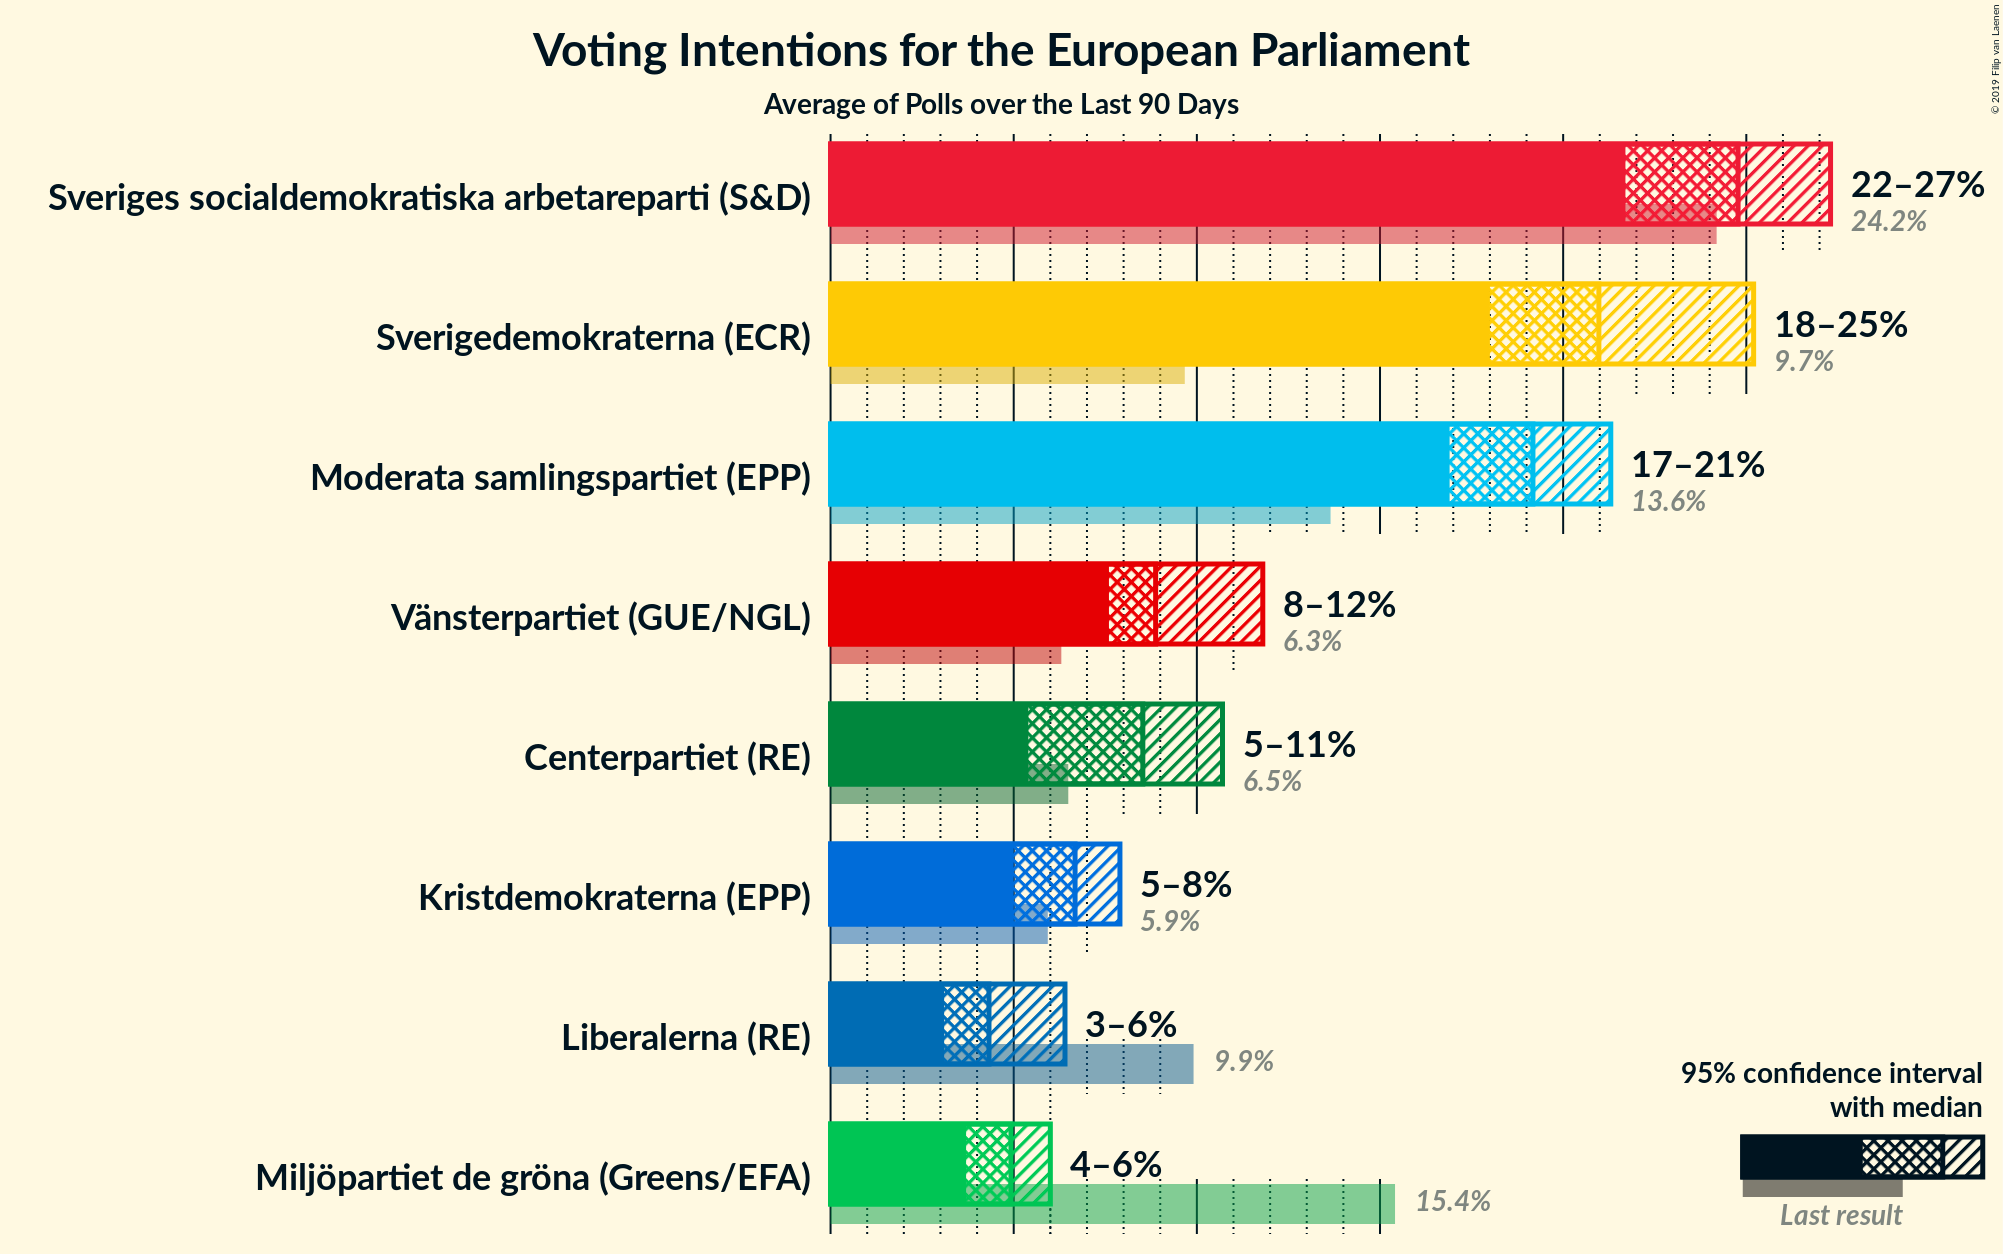 Voting Intentions for the European Parliament
Average of Polls over the Last 90 Days
© 2019 Filip van Laenen
Sveriges socialdemokratiska arbetareparti (S&D)
22–27%
24.2%
Sverigedemokraterna (ECR)
18–25%
9.7%
Moderata samlingspartiet (EPP)
17–21%
13.6%
Vänsterpartiet (GUE/NGL)
8–12%
6.3%
Centerpartiet (RE)
5–11%
6.5%
Kristdemokraterna (EPP)
5–8%
5.9%
Liberalerna (RE)
3–6%
9.9%
Miljöpartiet de gröna (Greens/EFA)
4–6%
15.4%
95% confidence interval
with median
Last result